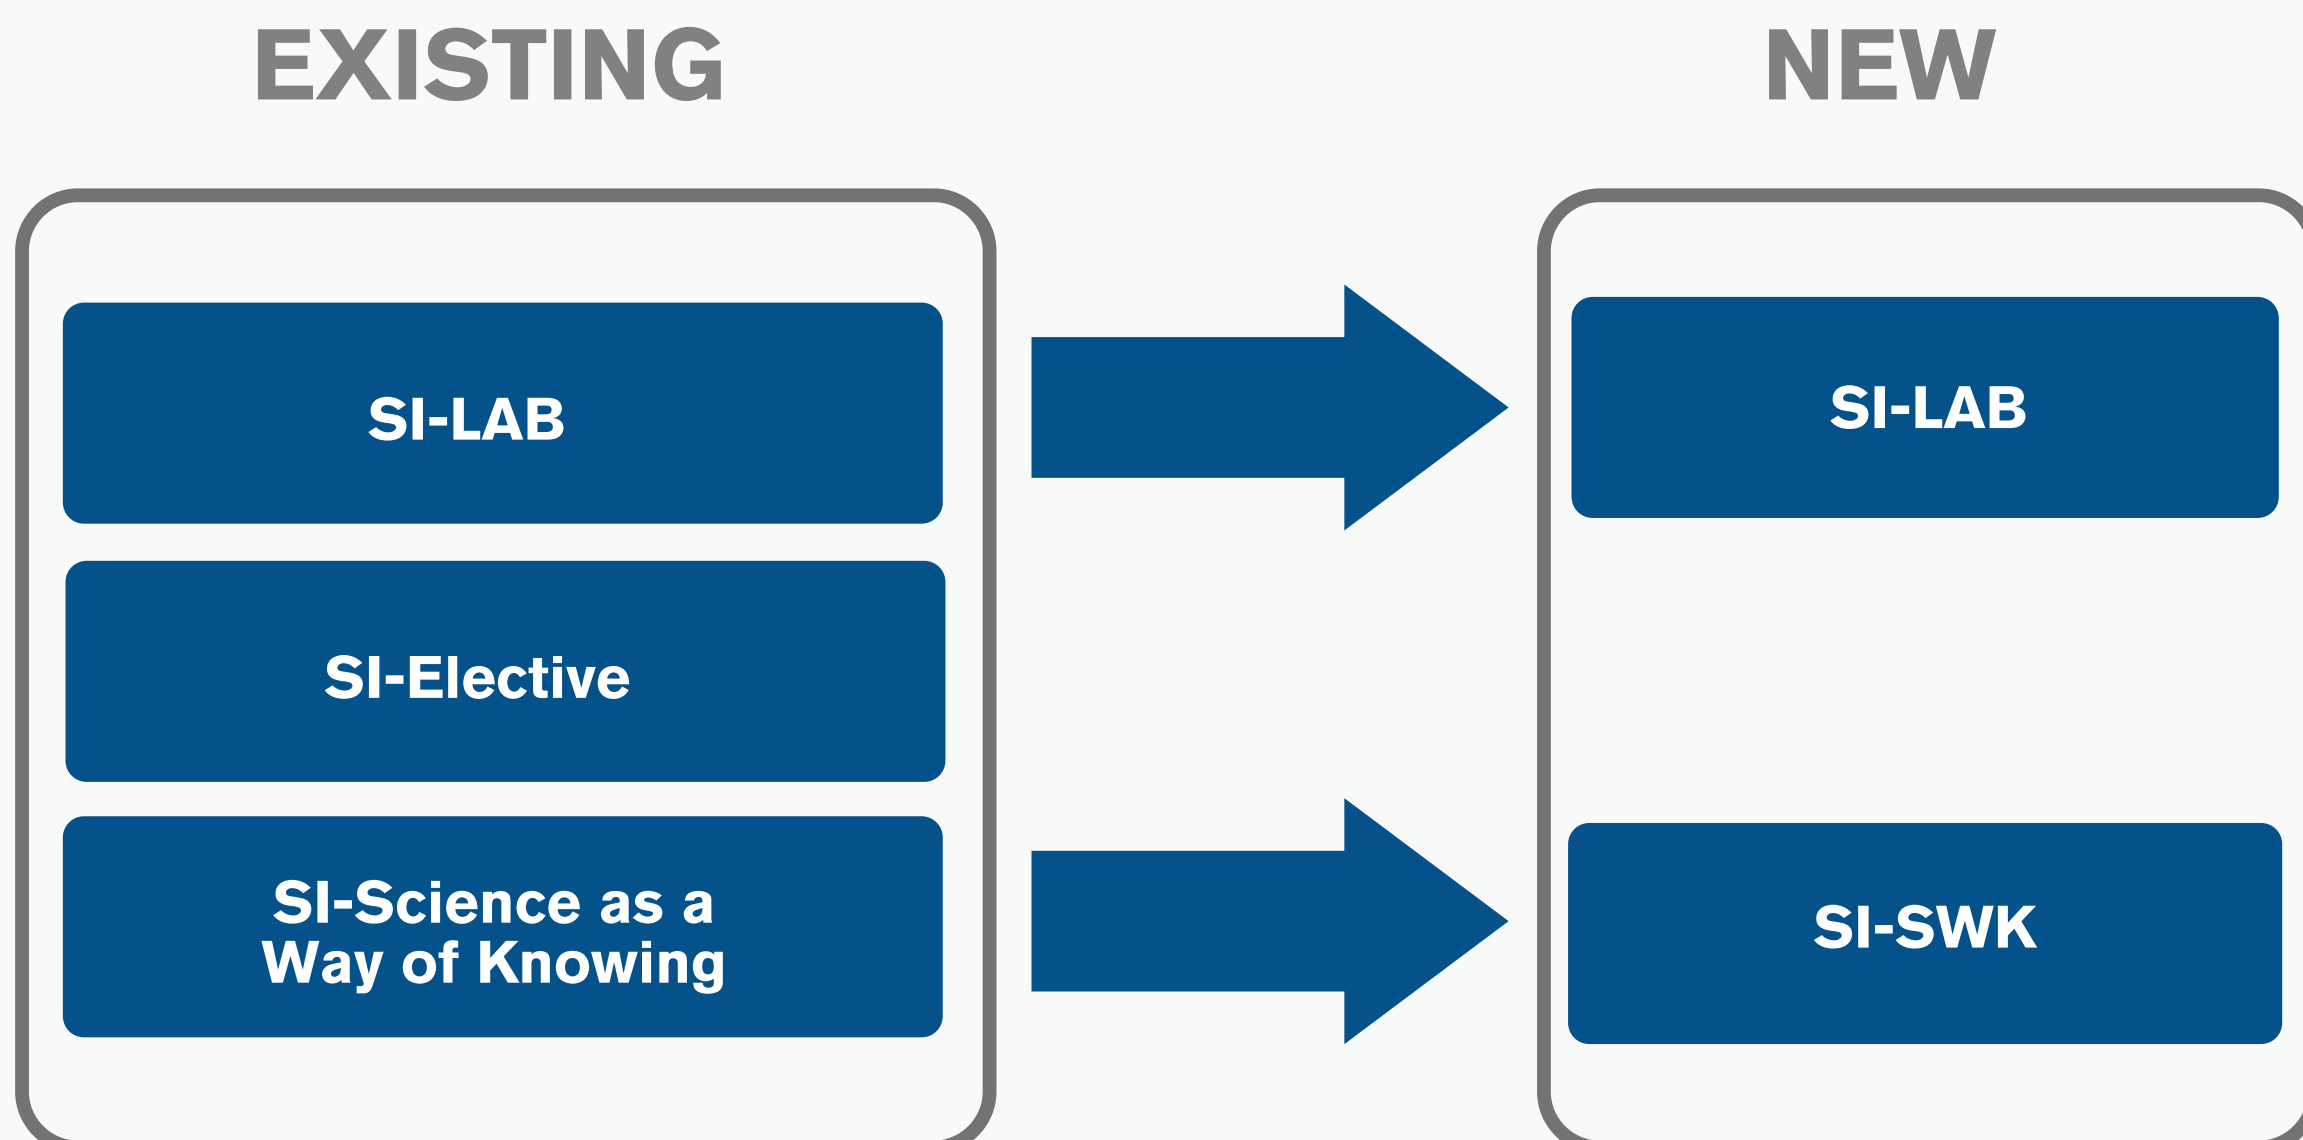 EXISTING
NEW
SI-LAB
SI-LAB
SI-Elective
SI-Science as a
Way of Knowing
SI-SWK